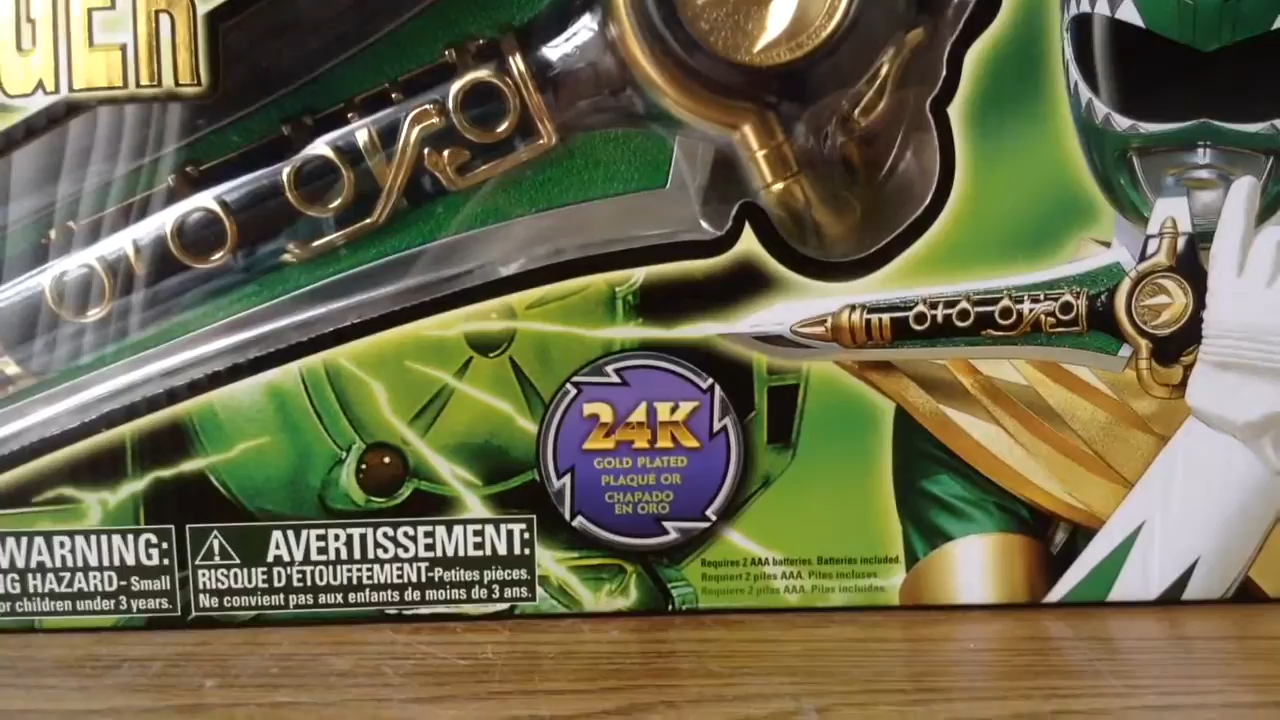 GER
24K
GOLD PLATED
PLAQUÉ OR
CHAPADO
EN ORO
WARNING:
NG HAZARD - Small
or children under 3 years.
AVERTISSEMENT:
RISQUE D'ÉTOUFFEMENT-Petites pièces.
Ne convient pas aux enfants de moins de 3 ans.
Requires 2 AAA batteries. Batteries included.
Requiert 2 piles AAA. Piles incluses.
Requiere 2 pilas AAA. Pilas incluidas.